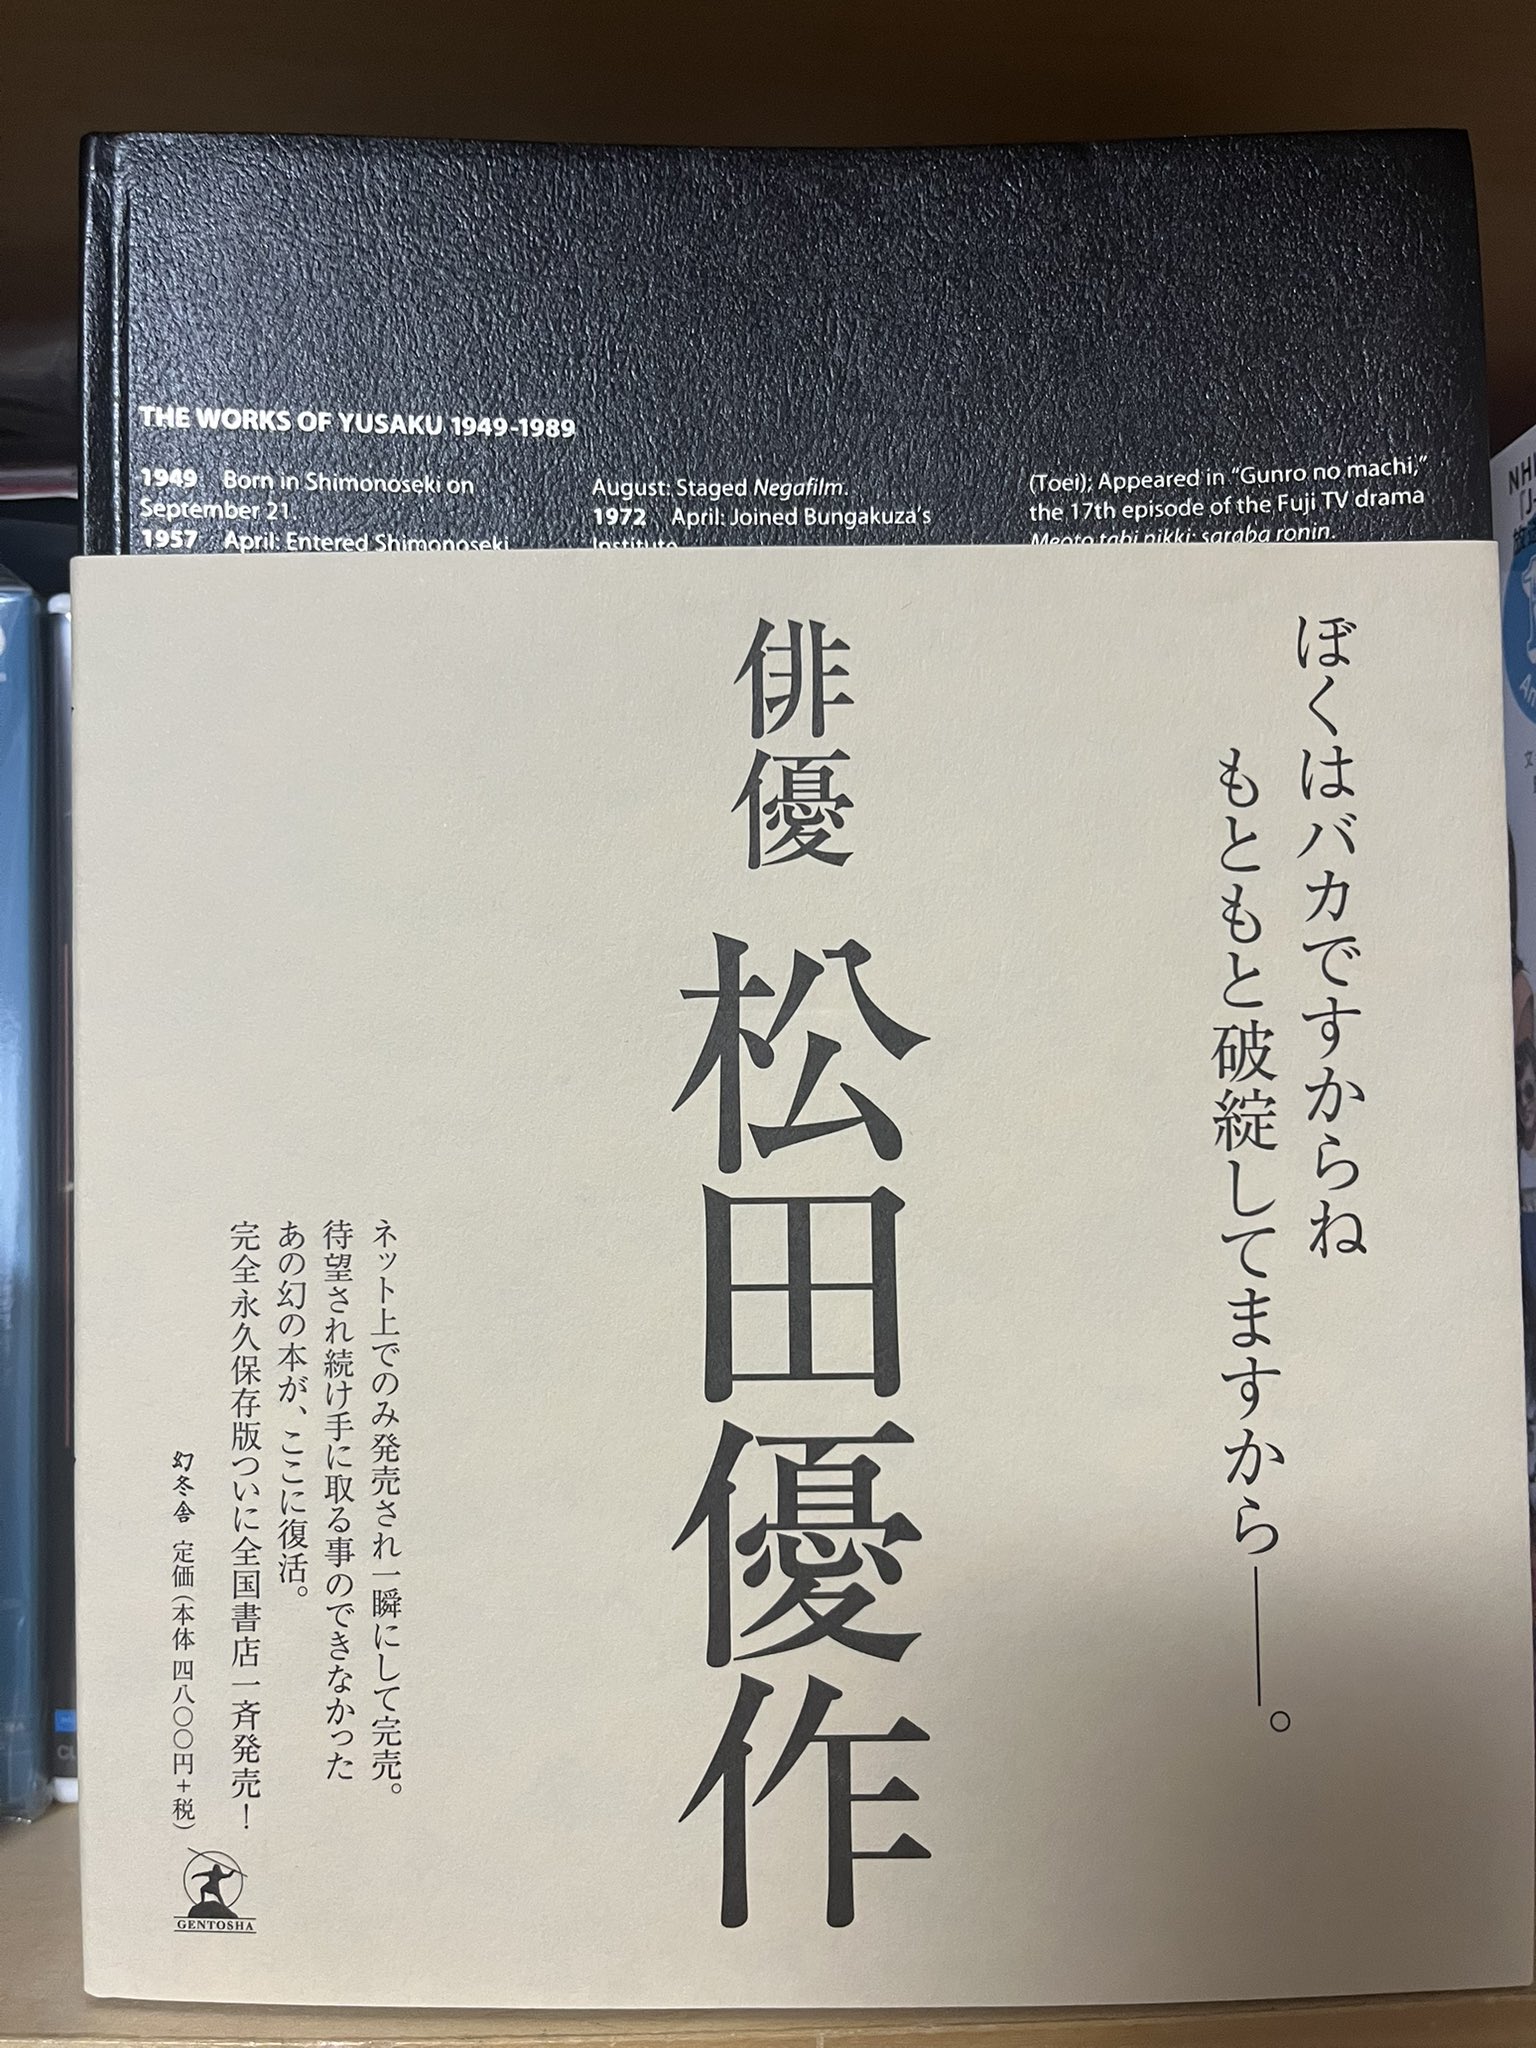 THE WORKS OF YUSAKU 1949-1989
1949 Born in Shimonoseki on
September 21
1957 April: Entered Shimonoseki
August: Staged Negafilm.
1972 April: Joined Bungakuza's
Institute
(Toei); Appeared in "Gunro no machi,"
the 17th episode of the Fuji TV drama
Meoto tabi nikki: saraba ronin.
ぼくはバカですからね
もともと破綻してますから――。
俳優 松田優作
ネット上でのみ発売され一瞬にして完売。
待望され続け手に取る事のできなかった
あの幻の本が、ここに復活。
完全永久保存版ついに全国書店一斉発売！
幻冬舎 定価(本体 四八〇〇円+税)
GENTOSHA
NH